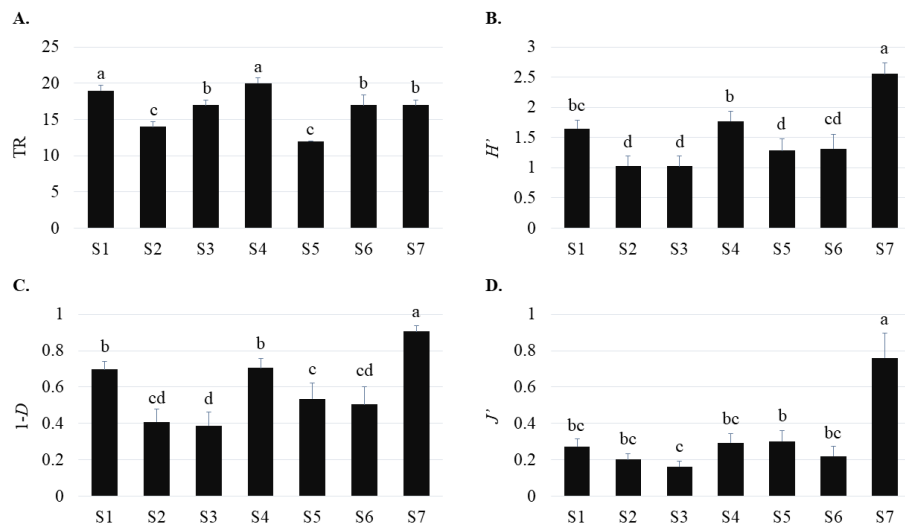 A.
25
20
15
10
5
0
TR
a
c
b
a
c
b
b
S1 S2 S3 S4 S5 S6 S7
B.
3
2.5
2
1.5
1
0.5
0
H'
bc
d
d
b
d
cd
a
S1 S2 S3 S4 S5 S6 S7
C.
1
0.8
0.6
0.4
0.2
0
1-D
b
cd
d
b
c
cd
a
S1 S2 S3 S4 S5 S6 S7
D.
1
0.8
0.6
0.4
0.2
0
J'
bc
bc
c
bc
b
bc
a
S1 S2 S3 S4 S5 S6 S7